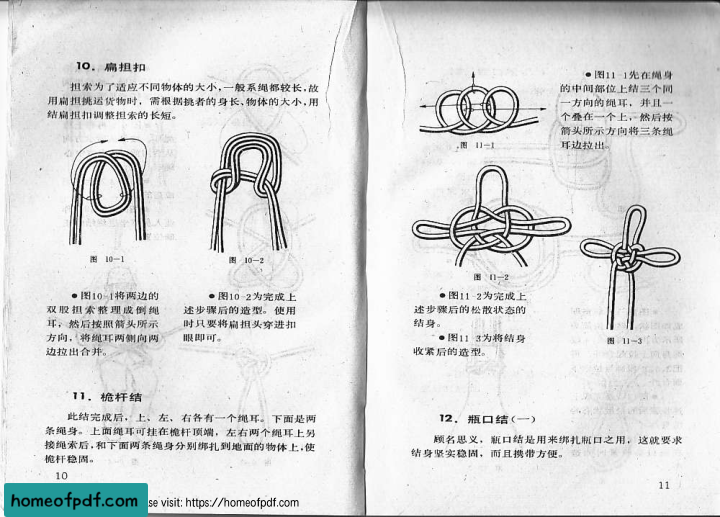 10. 扁担扣
担索为了适应不同物体的大小,一般系绳都较长,故
用扁担挑运货物时, 需根据挑者的身长、物体的大小,用
结扁担扣调整担索的长短。
图 10-1
图 10-2
●图10-1将两边的
双股担索整理成倒绳
耳, 然后按照箭头所示
方向, 将绳耳两侧向两
边拉出合并。
●图10-2为完成上
述步骤后的造型。使用
时只要将扁担头穿进扣
眼即可。
11. 桅杆结
此结完成后, 上、左、右各有一个绳耳。下面是两
条绳身。上面绳耳可挂在桅杆顶端, 左右两个绳耳上另
接绳索后, 和下面两条绳身分别绑扎到地面的物体上,使
桅杆稳固。
10
●图11-1先在绳身
的中间部位上结三个同
一方向的绳耳, 并且一
个叠在一个上, 然后按
箭头所示方向将三条绳
耳边拉出。
图 11-1
图 11-2
●图11-2为完成上
述步骤后的松散状态的
结身。
●图11-3为将结身
收紧后的造型。
图 11-3
12. 瓶口结(一)
顾名思义, 瓶口结是用来绑扎瓶口之用, 这就要求
结身坚实稳固, 而且携带方便。
11
homeofpdf.com
se visit: https://homeofpdf.com